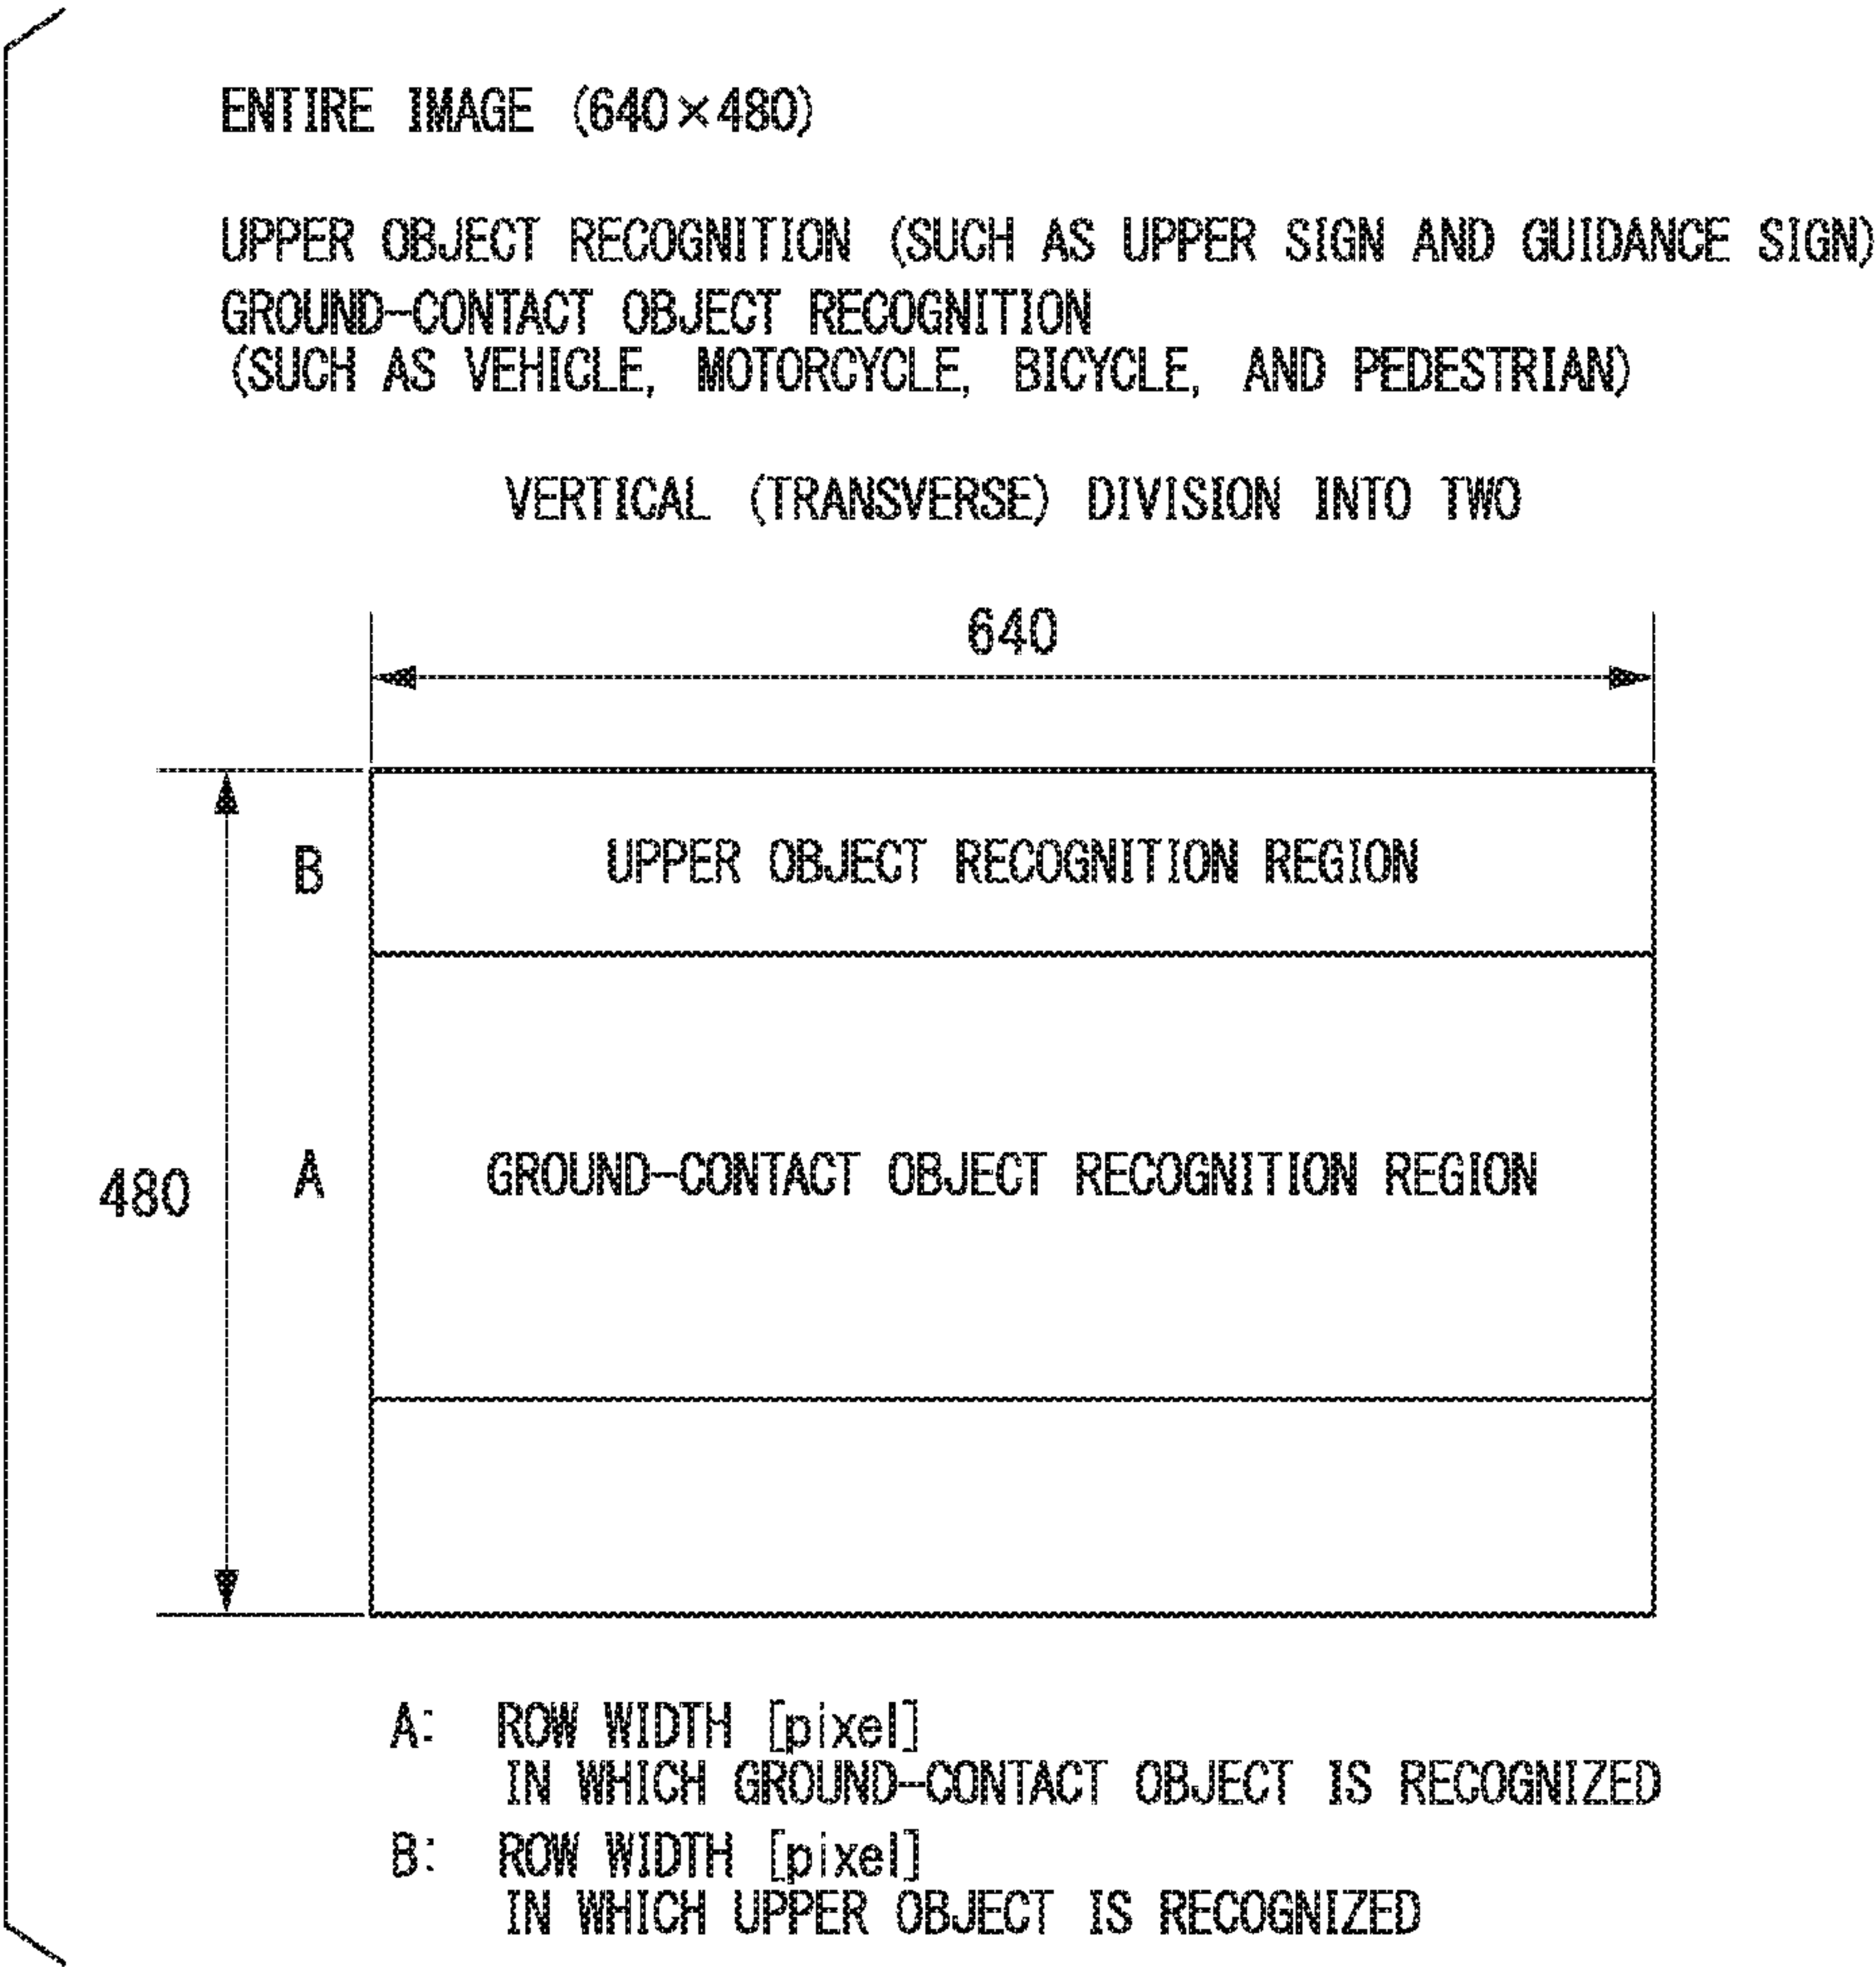 ENTIRE IMAGE (640×480)
UPPER OBJECT RECOGNITION (SUCH AS UPPER SIGN AND GUIDANCE SIGN)
GROUND-CONTACT OBJECT RECOGNITION
(SUCH AS VEHICLE, MOTORCYCLE, BICYCLE, AND PEDESTRIAN)
VERTICAL (TRANSVERSE) DIVISION INTO TWO
640
B
UPPER OBJECT RECOGNITION REGION
480
A
GROUND-CONTACT OBJECT RECOGNITION REGION
A: ROW WIDTH [pixel]
IN WHICH GROUND-CONTACT OBJECT IS RECOGNIZED
B: ROW WIDTH [pixel]
IN WHICH UPPER OBJECT IS RECOGNIZED